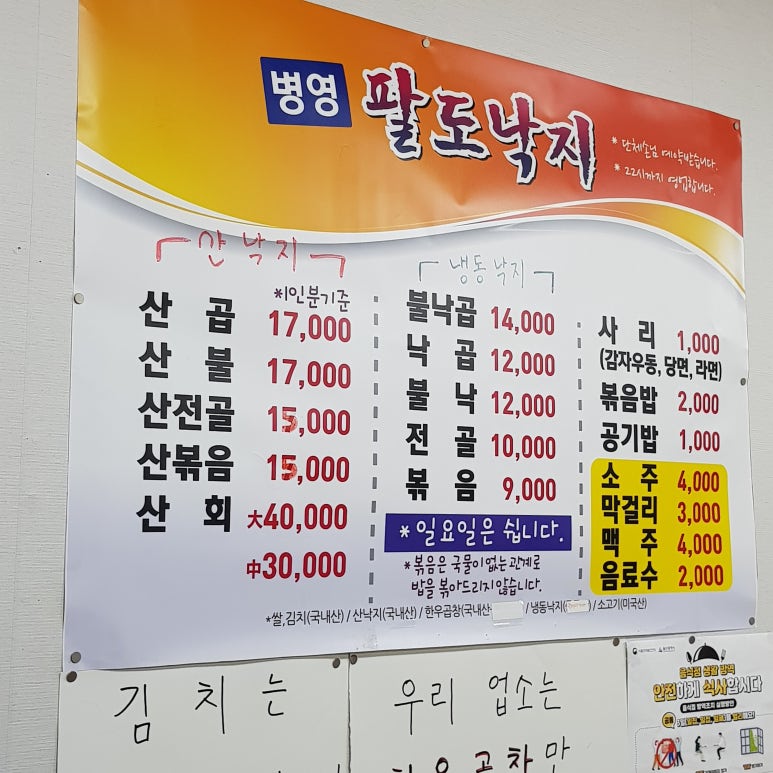 병영 팔도낙지
* 단체손님 예약받습니다.
* 22시까지 영업합니다.
산낙지
*1인분기준
산 곱 17,000
산 불 17,000
산전골 15,000
산볶음 15,000
산 회 大40,000
中30,000
냉동낙지
불낙곱 14,000
낙 곱 12,000
불 낙 12,000
전 골 10,000
볶 음 9,000
*일요일은 쉽니다.
*볶음은 국물이 없는 관계로
밥을 볶아드리지 않습니다.
사 리 1,000
(감자우동, 당면, 라면)
볶음밥 2,000
공기밥 1,000
소 주 4,000
막걸리 3,000
맥 주 4,000
음료수 2,000
*쌀,김치(국내산) / 산낙지(국내산) / 한우곱창(국내산 ) / 냉동낙지( ) / 소고기(미국산)
김치는
우리 업소는
음식점 생활 방역
안전하게 식사합시다